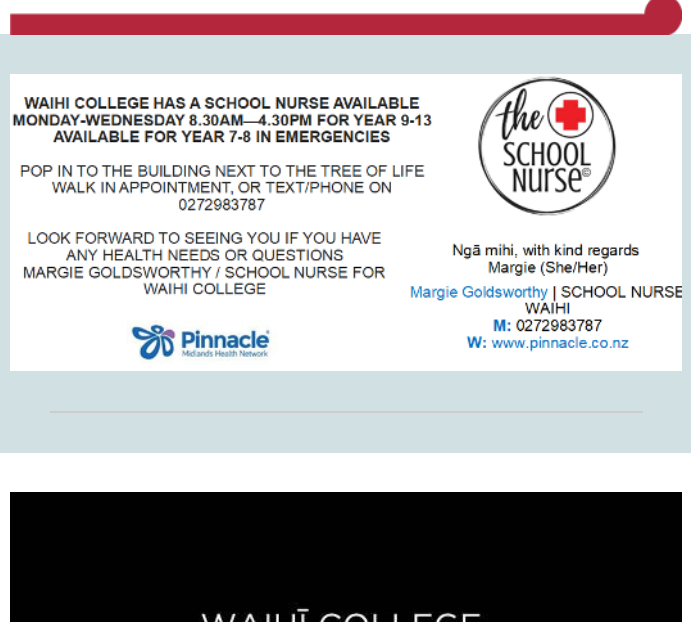 WAIHI COLLEGE HAS A SCHOOL NURSE AVAILABLE
MONDAY-WEDNESDAY 8.30AM—4.30PM FOR YEAR 9-13
AVAILABLE FOR YEAR 7-8 IN EMERGENCIES
POP IN TO THE BUILDING NEXT TO THE TREE OF LIFE
WALK IN APPOINTMENT, OR TEXT/PHONE ON
0272983787
LOOK FORWARD TO SEEING YOU IF YOU HAVE
ANY HEALTH NEEDS OR QUESTIONS
MARGIE GOLDSWORTHY / SCHOOL NURSE FOR
WAIHI COLLEGE
Pinnacle
Midlands Health Network
the
SCHOOL
NURSE©
Ngā mihi, with kind regards
Margie (She/Her)
Margie Goldsworthy | SCHOOL NURSE
WAIHI
M: 0272983787
W: www.pinnacle.co.nz
WAIHĪ COLLEGE